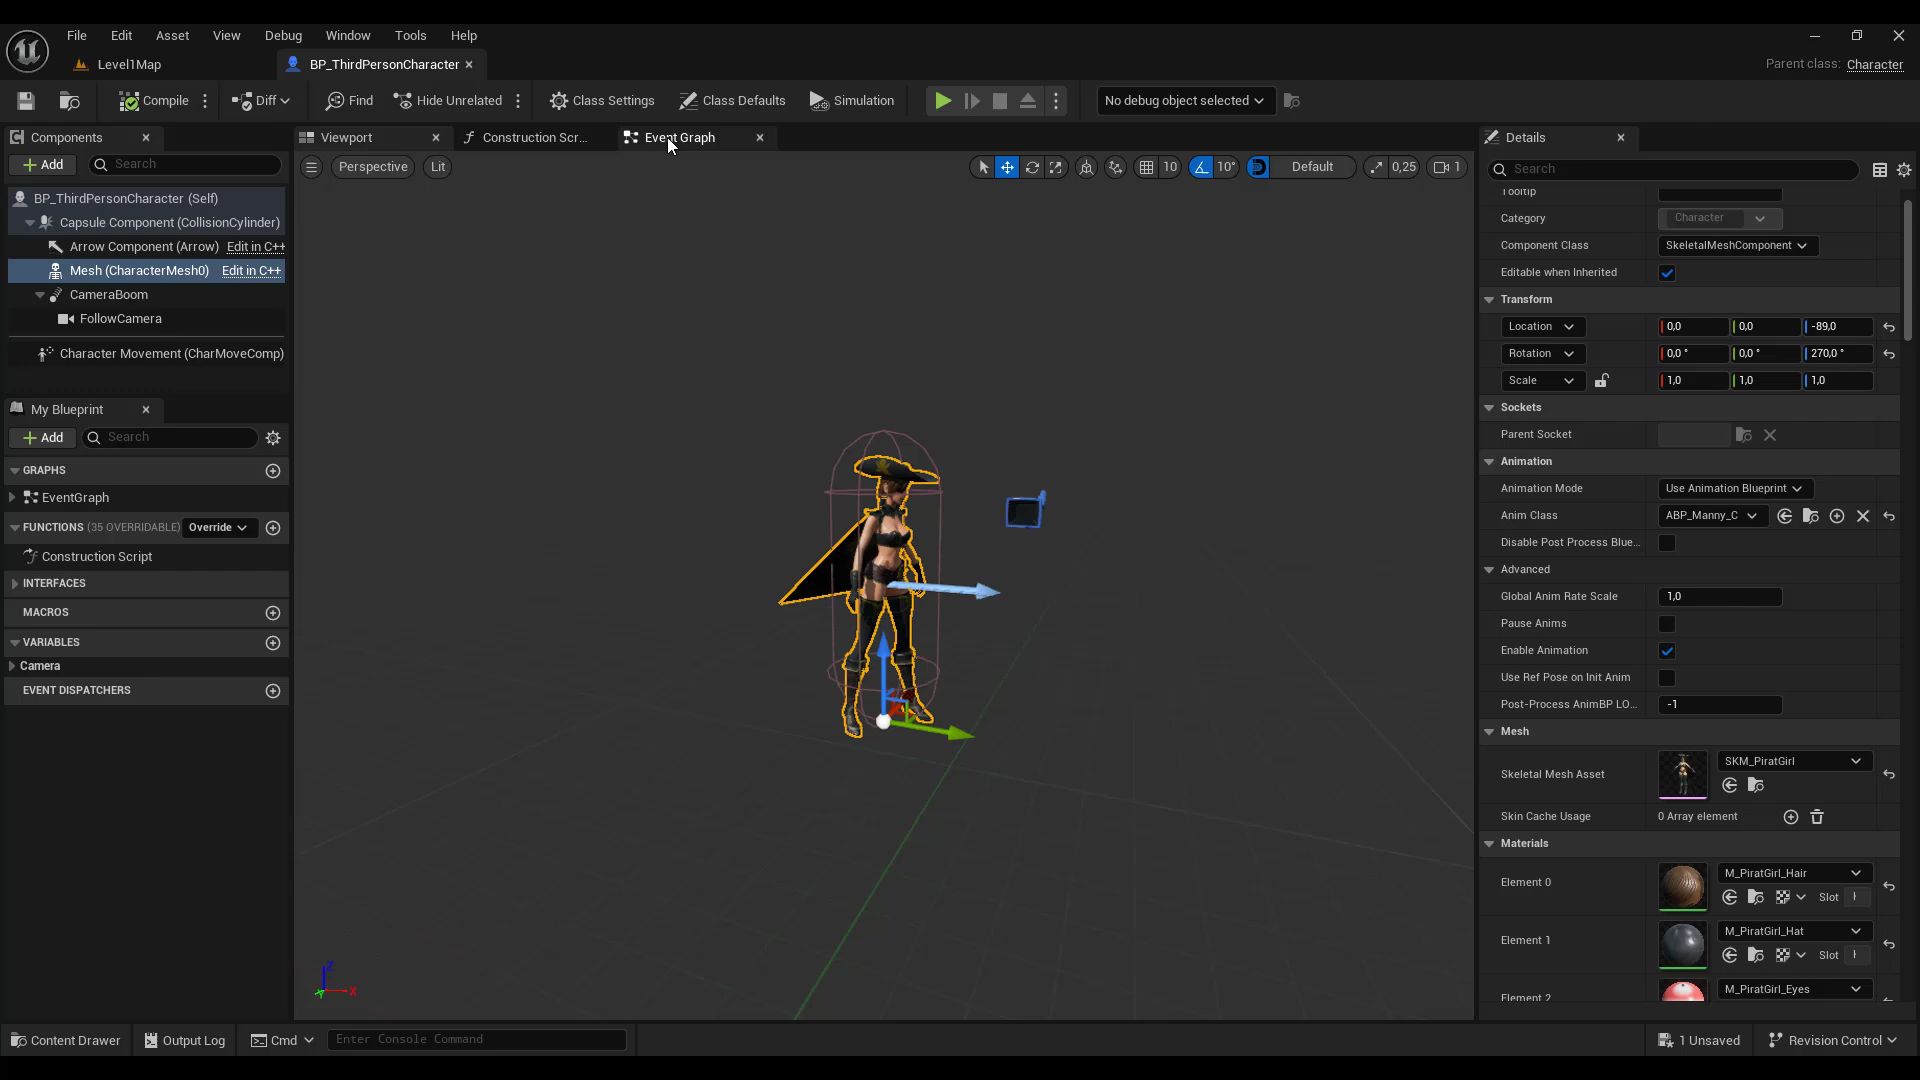 File Edit Asset View Debug Window Tools Help
Level1Map BP_ThirdPersonCharacter Parent class: Character
Compile Diff Find Hide Unrelated Class Settings Class Defaults Simulation No debug object selected
Components
Add Search
BP_ThirdPersonCharacter (Self)
Capsule Component (CollisionCylinder)
Arrow Component (Arrow) Edit in C++
Mesh (CharacterMesh0) Edit in C++
CameraBoom
FollowCamera
Character Movement (CharMoveComp)
My Blueprint
Add Search
GRAPHS
EventGraph
FUNCTIONS (35 OVERRIDABLE) Override
Construction Script
INTERFACES
MACROS
VARIABLES
Camera
EVENT DISPATCHERS
Viewport Construction Scr... Event Graph
Perspective Lit 10 10° Default 0,25 1
Z
X
Y
Details
Search
Tooltip
Category Character
Component Class SkeletalMeshComponent
Editable when Inherited
Transform
Location 0,0 0,0 -89,0
Rotation 0,0 ° 0,0 ° 270,0 °
Scale 1,0 1,0 1,0
Sockets
Parent Socket
Animation
Animation Mode Use Animation Blueprint
Anim Class ABP_Manny_C
Disable Post Process Blue...
Advanced
Global Anim Rate Scale 1,0
Pause Anims
Enable Animation
Use Ref Pose on Init Anim
Post-Process AnimBP LO... -1
Mesh
Skeletal Mesh Asset SKM_PiratGirl
Skin Cache Usage 0 Array element
Materials
Element 0 M_PiratGirl_Hair
Slot
Element 1 M_PiratGirl_Hat
Slot
Element 2 M_PiratGirl_Eyes
Content Drawer Output Log Cmd Enter Console Command 1 Unsaved Revision Control